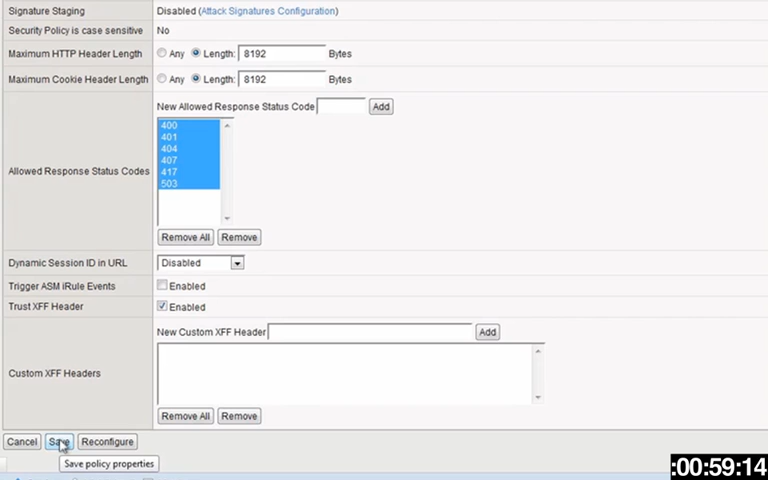 Signature Staging Disabled (Attack Signatures Configuration)
Security Policy is case sensitive No
Maximum HTTP Header Length Any Length: 8192 Bytes
Maximum Cookie Header Length Any Length: 8192 Bytes
New Allowed Response Status Code Add
400
401
404
407
417
503
Allowed Response Status Codes
Remove All Remove
Dynamic Session ID in URL Disabled
Trigger ASM iRule Events Enabled
Trust XFF Header Enabled
New Custom XFF Header Add
Custom XFF Headers
Remove All Remove
Cancel Save Reconfigure
Save policy properties
:00:59:14